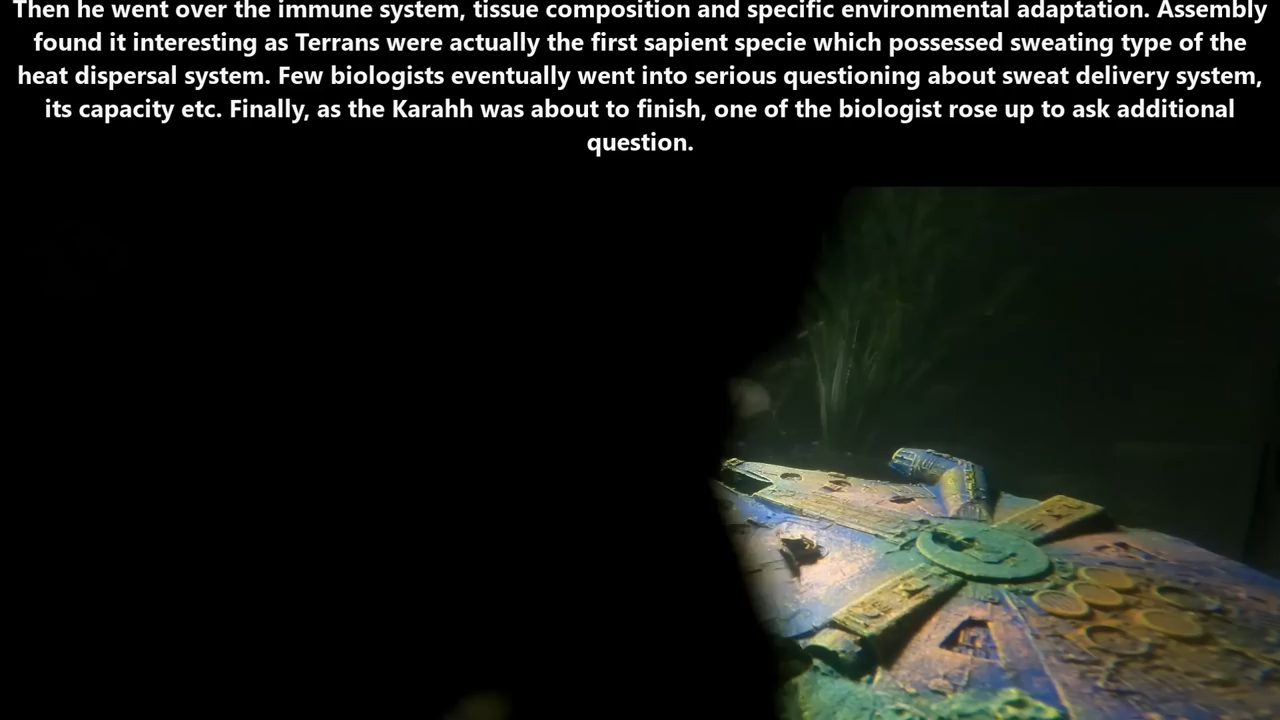 Then he went over the immune system, tissue composition and specific environmental adaptation. Assembly
found it interesting as Terrans were actually the first sapient specie which possessed sweating type of the
heat dispersal system. Few biologists eventually went into serious questioning about sweat delivery system,
its capacity etc. Finally, as the Karahh was about to finish, one of the biologist rose up to ask additional
question.